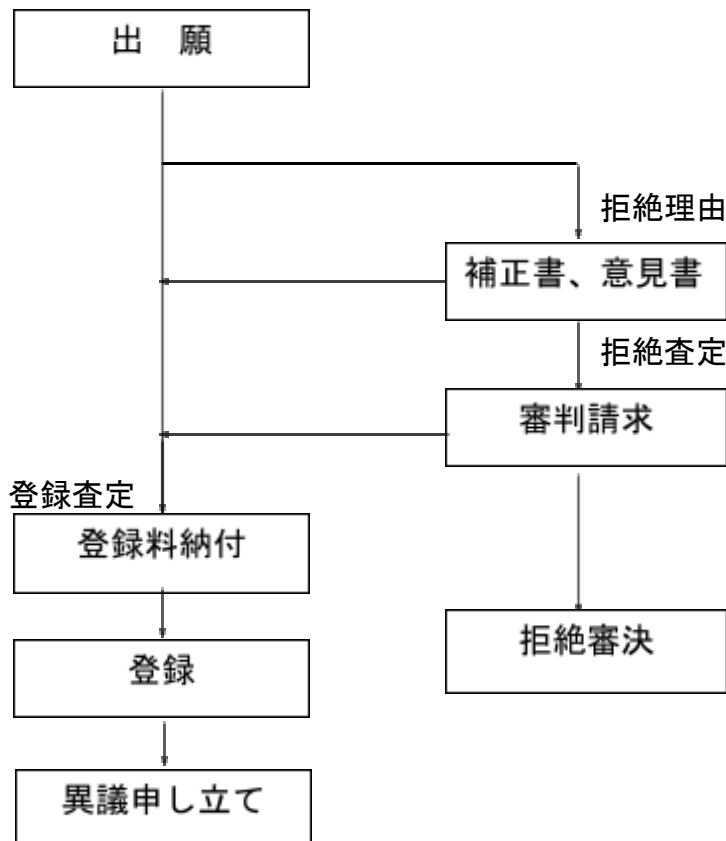 出　願
拒絶理由
補正書、意見書
拒絶査定
審判請求
登録査定
登録料納付
拒絶審決
登録
異議申し立て